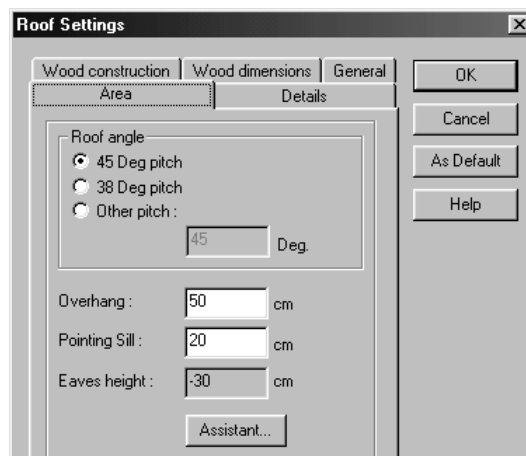 Roof Settings
Wood construction Wood dimensions General
Area Details
Roof angle
45 Deg pitch
38 Deg pitch
Other pitch :
45 Deg.
Overhang : 50 cm
Pointing Sill : 20 cm
Eaves height : -30 cm
Assistant...
OK
Cancel
As Default
Help